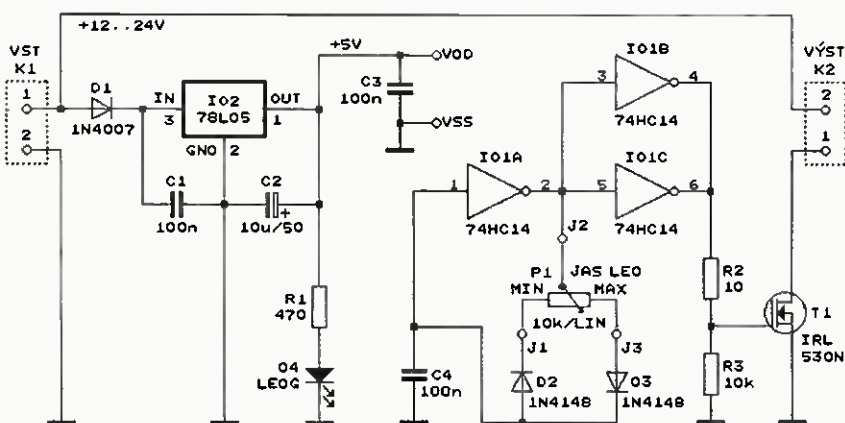 +12..24V
VST
K1
1
2
D1
1N4007
IN
3
IO2
78L05
OUT
1
GND
2
C1
100n
C2
+
10u/50
+5V
VDD
C3
100n
VSS
R1
470
D4
LEDG
IO1A
1
2
74HC14
IO1B
3
4
74HC14
IO1C
5
6
74HC14
J2
P1
JAS LED
MIN
MAX
10k/LIN
J1
J3
C4
100n
D2
1N4148
D3
1N4148
R2
10
R3
10k
T1
IRL
530N
VÝST
K2
2
1